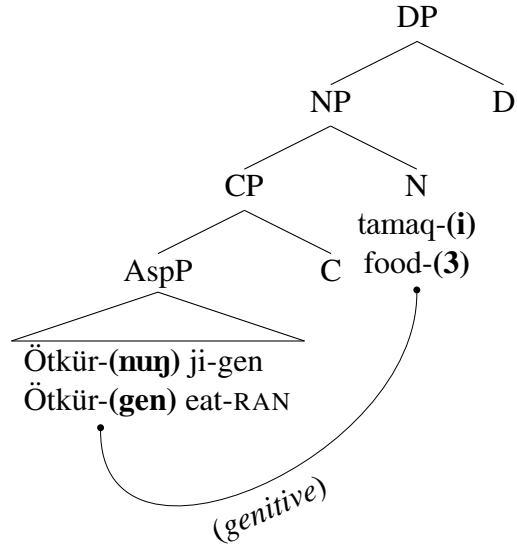 DP
NP D
CP N
tamaq-(i)
food-(3)
AspP C
Ötkür-(nuŋ) ji-gen
Ötkür-(gen) eat-RAN
(genitive)